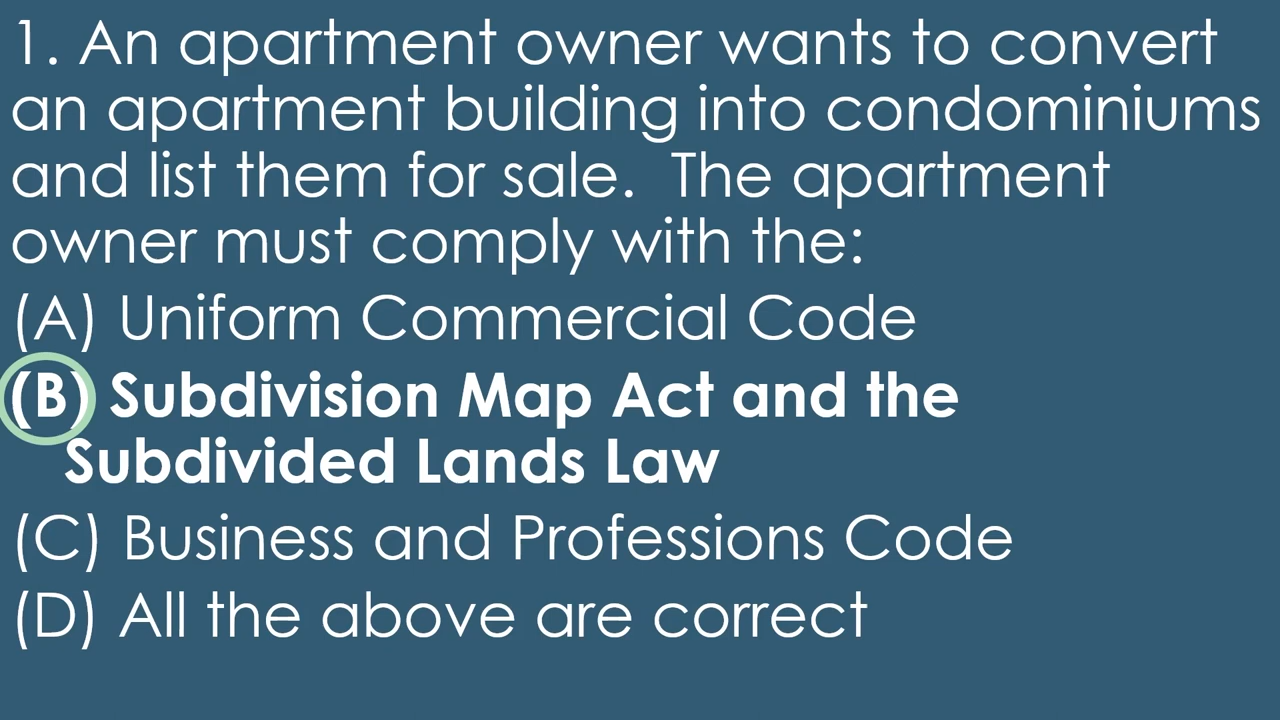 1. An apartment owner wants to convert
an apartment building into condominiums
and list them for sale.  The apartment
owner must comply with the:
(A) Uniform Commercial Code
(B) Subdivision Map Act and the
Subdivided Lands Law
(C) Business and Professions Code
(D) All the above are correct